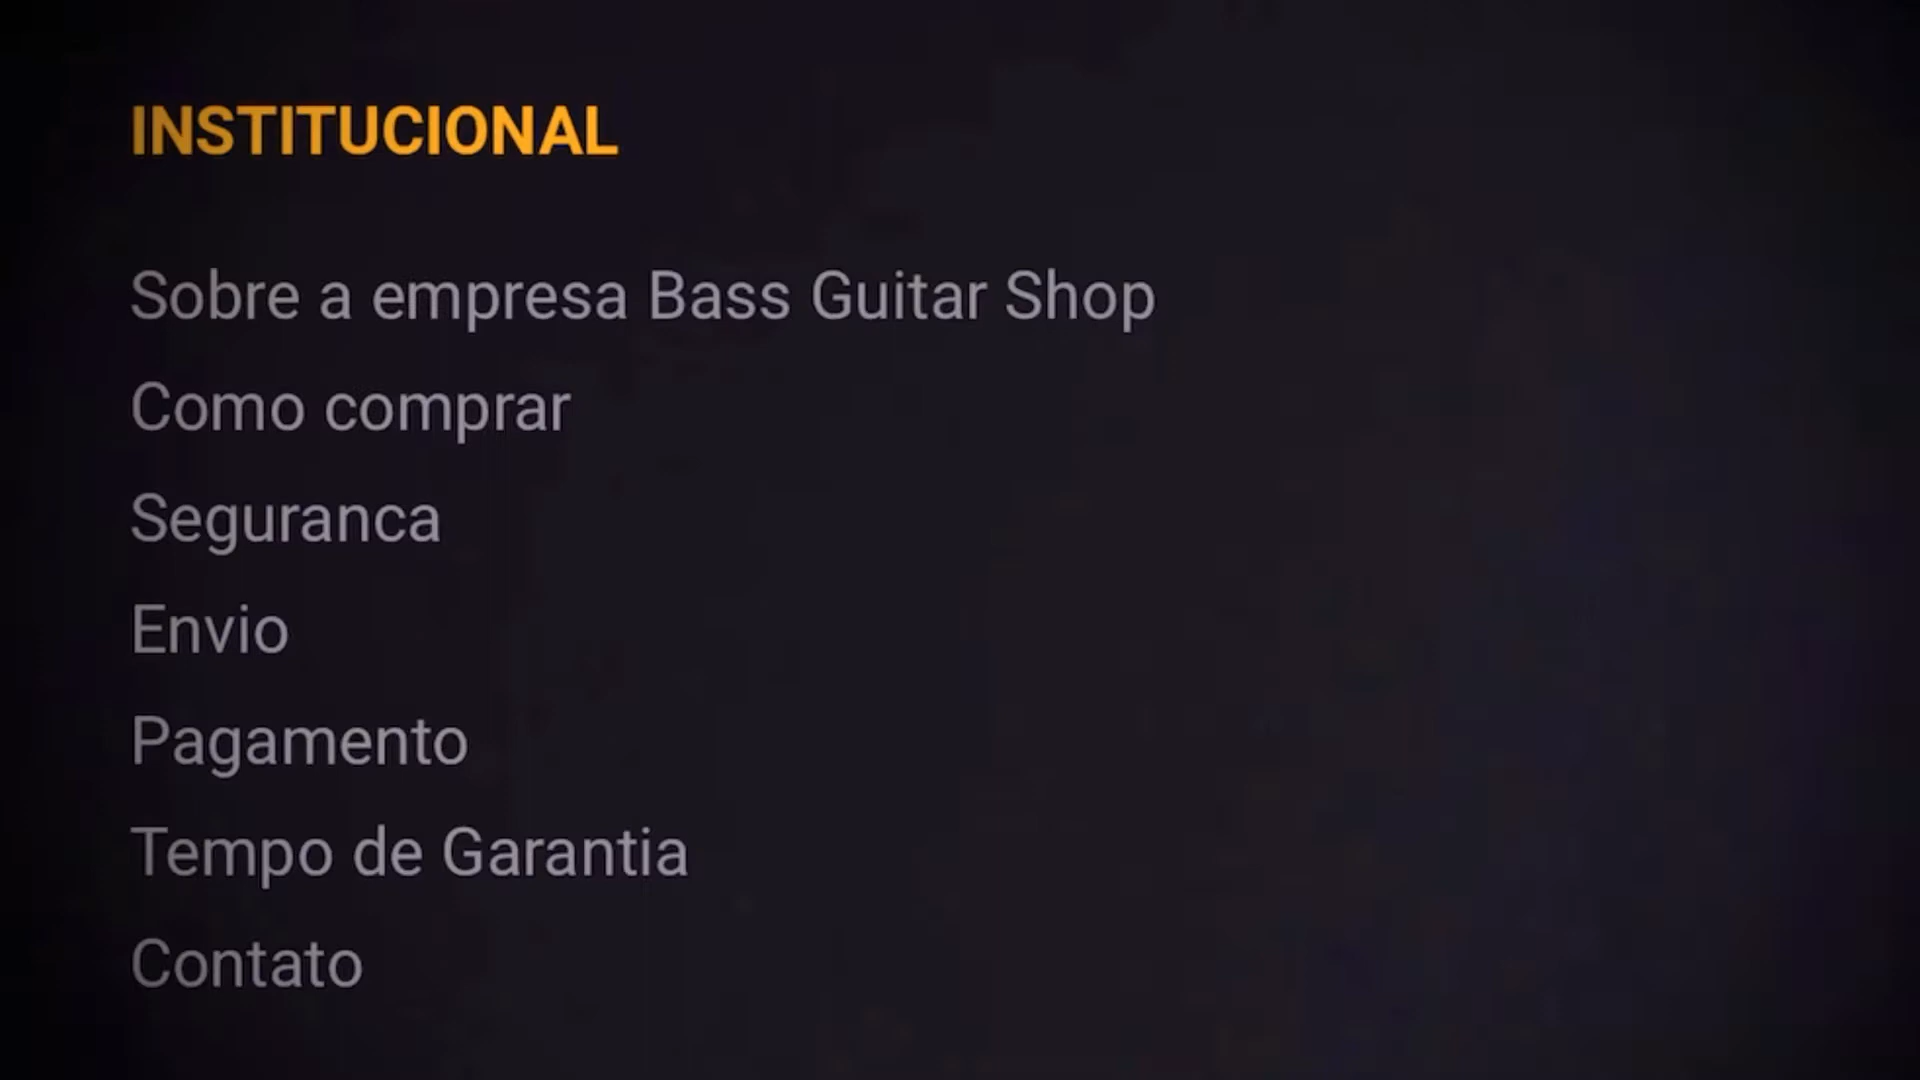 INSTITUCIONAL
Sobre a empresa Bass Guitar Shop
Como comprar
Seguranca
Envio
Pagamento
Tempo de Garantia
Contato